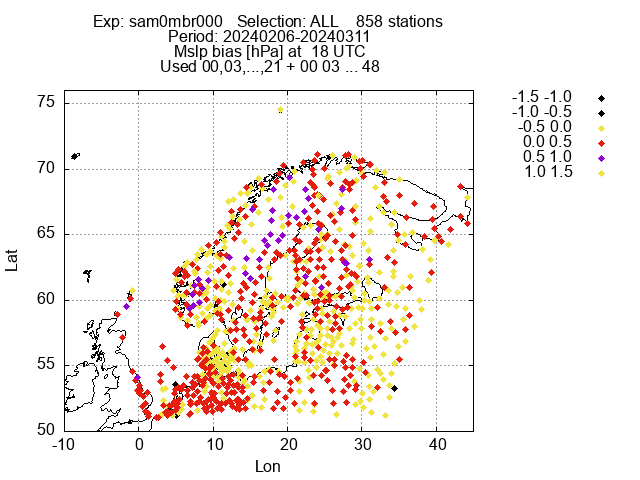 Exp: sam0mbr000 Selection: ALL 858 stations
Period: 20240206-20240311
Mslp bias [hPa] at 18 UTC
Used 00,03,...,21 + 00 03 ... 48
-1.5 -1.0
-1.0 -0.5
-0.5 0.0
0.0 0.5
0.5 1.0
1.0 1.5
75
70
65
60
55
50
Lat
-10 0 10 20 30 40
Lon